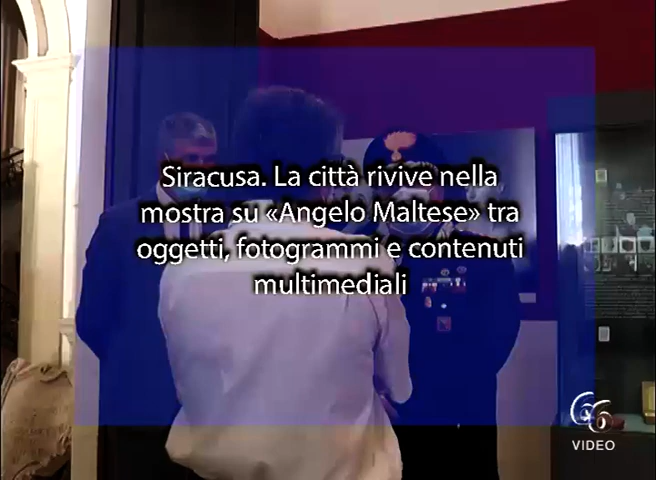 Siracusa. La città rivive nella
mostra su «Angelo Maltese» tra
oggetti, fotogrammi e contenuti
multimediali
VIDEO